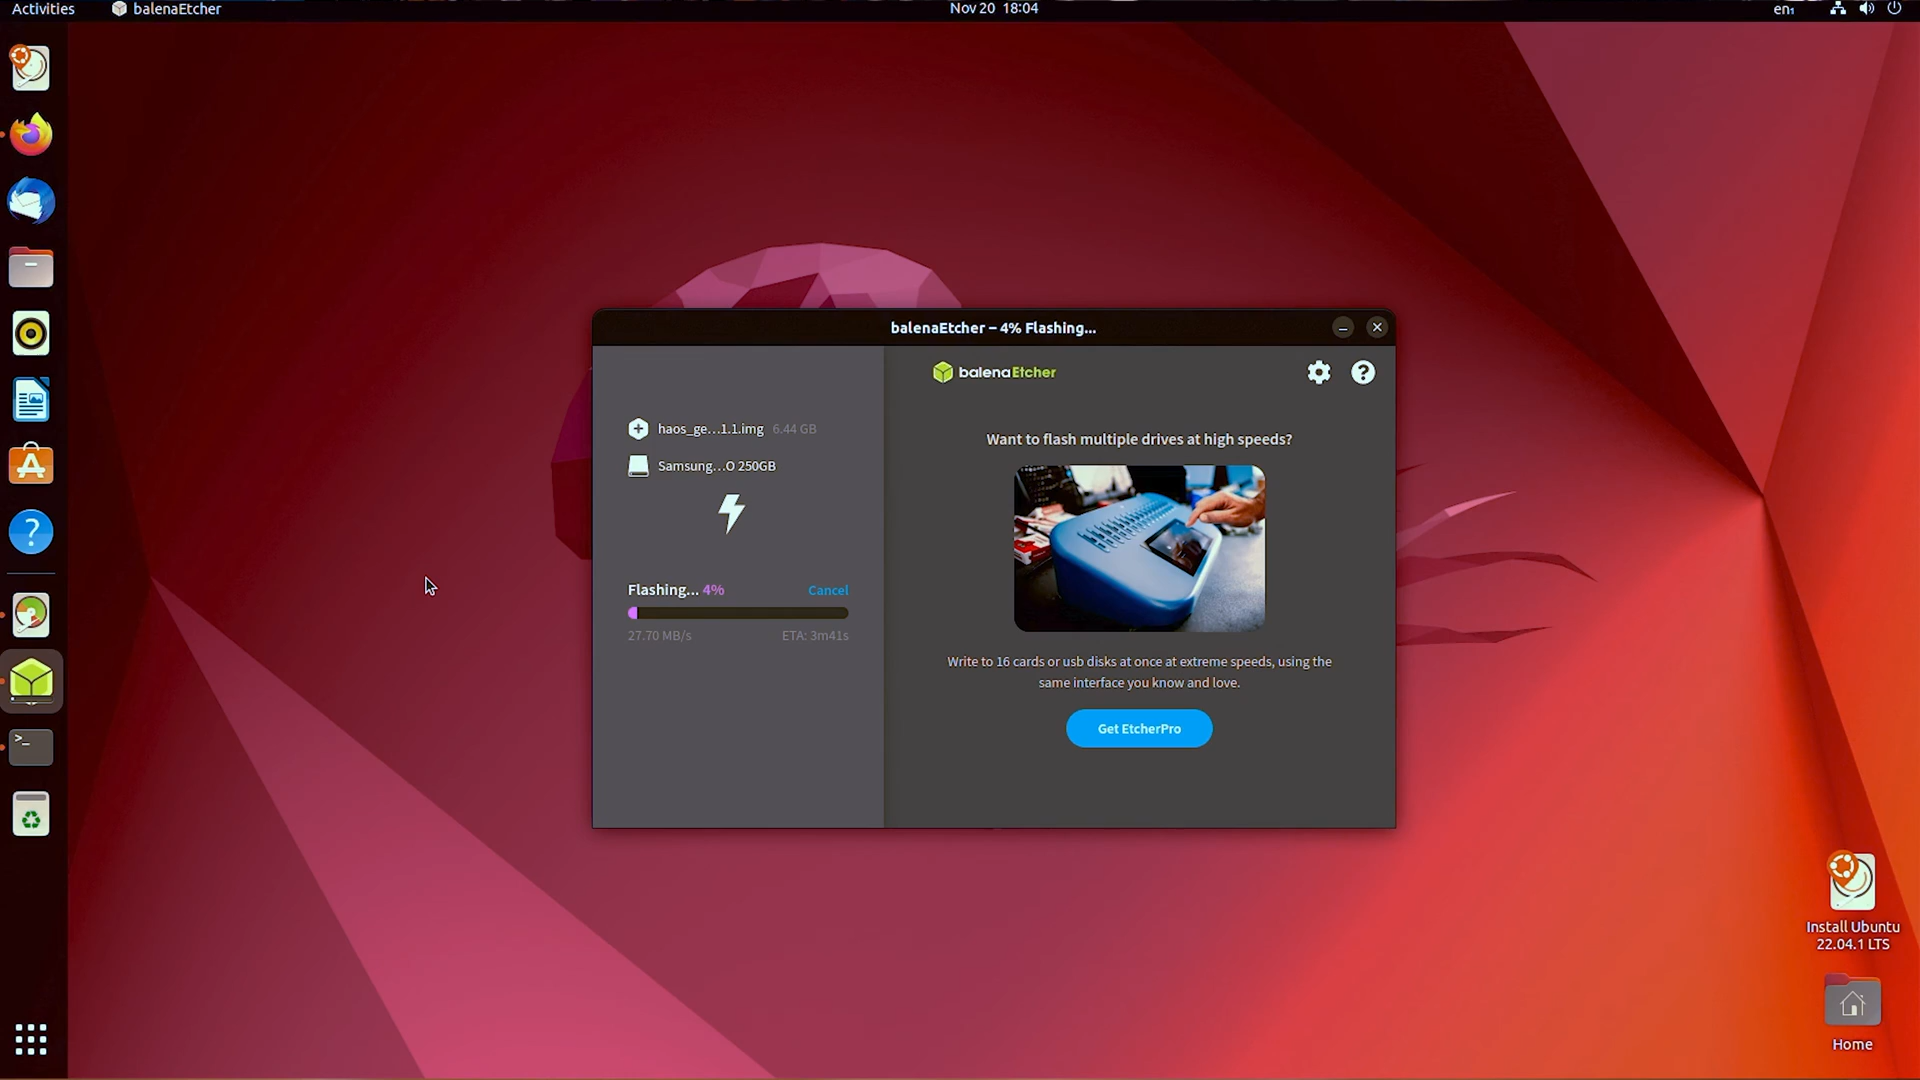 Activities
balenaEtcher
Nov 20 18:04
en₁
balenaEtcher – 4% Flashing...
balenaEtcher
haos_ge...1.1.img 6.44 GB
Samsung...O 250GB
Flashing... 4%
Cancel
27.70 MB/s
ETA: 3m41s
Want to flash multiple drives at high speeds?
Write to 16 cards or usb disks at once at extreme speeds, using the
same interface you know and love.
Get EtcherPro
Install Ubuntu
22.04.1 LTS
Home